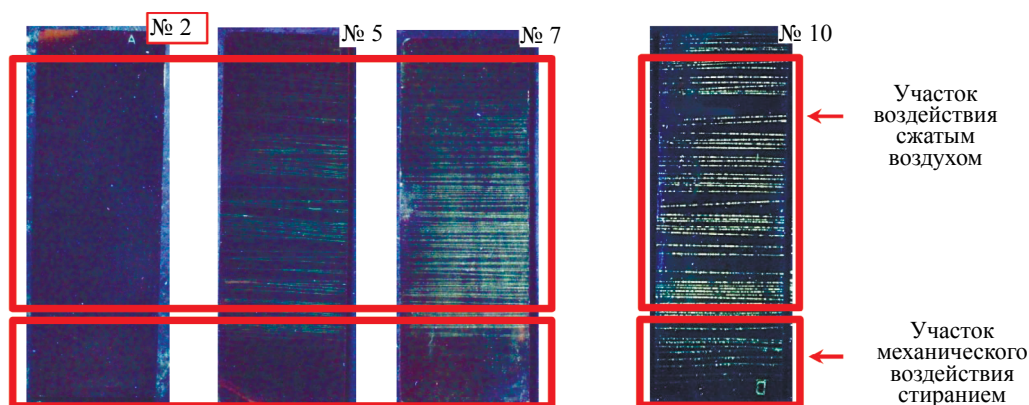 № 2
№ 5
№ 7
№ 10
Участок
воздействия
сжатым
воздухом
Участок
механического
воздействия
стиранием